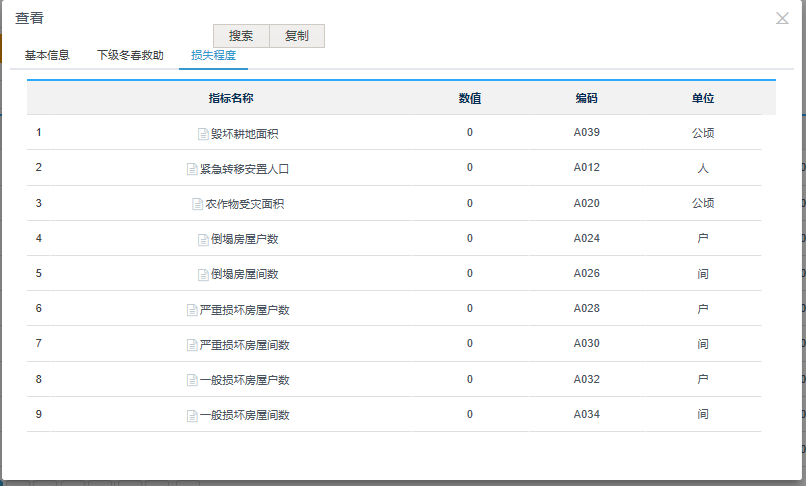 查看
搜索 复制
基本信息 下级冬春救助 损失程度
指标名称 数值 编码 单位
1 毁坏耕地面积 0 A039 公顷
2 紧急转移安置人口 0 A012 人
3 农作物受灾面积 0 A020 公顷
4 倒塌房屋户数 0 A024 户
5 倒塌房屋间数 0 A026 间
6 严重损坏房屋户数 0 A028 户
7 严重损坏房屋间数 0 A030 间
8 一般损坏房屋户数 0 A032 户
9 一般损坏房屋间数 0 A034 间